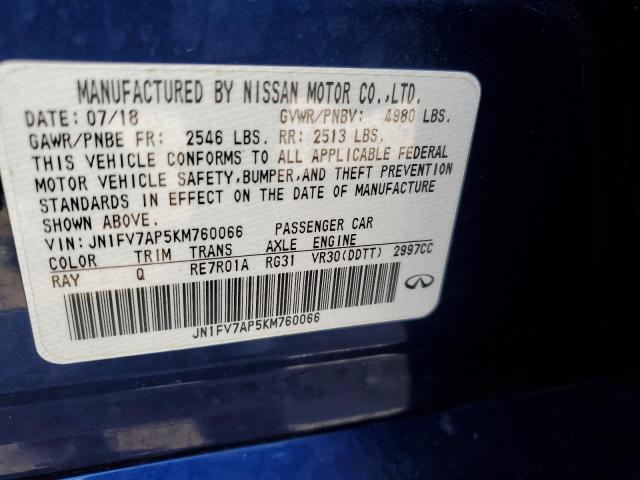 MANUFACTURED BY NISSAN MOTOR CO.,LTD.
DATE: 07/18 GVWR/PNBV: 4980 LBS.
GAWR/PNBE FR: 2546 LBS. RR: 2513 LBS.
THIS VEHICLE CONFORMS TO ALL APPLICABLE FEDERAL
MOTOR VEHICLE SAFETY,BUMPER,AND THEFT PREVENTION
STANDARDS IN EFFECT ON THE DATE OF MANUFACTURE
SHOWN ABOVE.
VIN: JN1FV7AP5KM760066 PASSENGER CAR
COLOR TRIM TRANS AXLE ENGINE
RAY Q RE7R01A RG31 VR30(DDTT) 2997CC
JN1FV7AP5KM760066